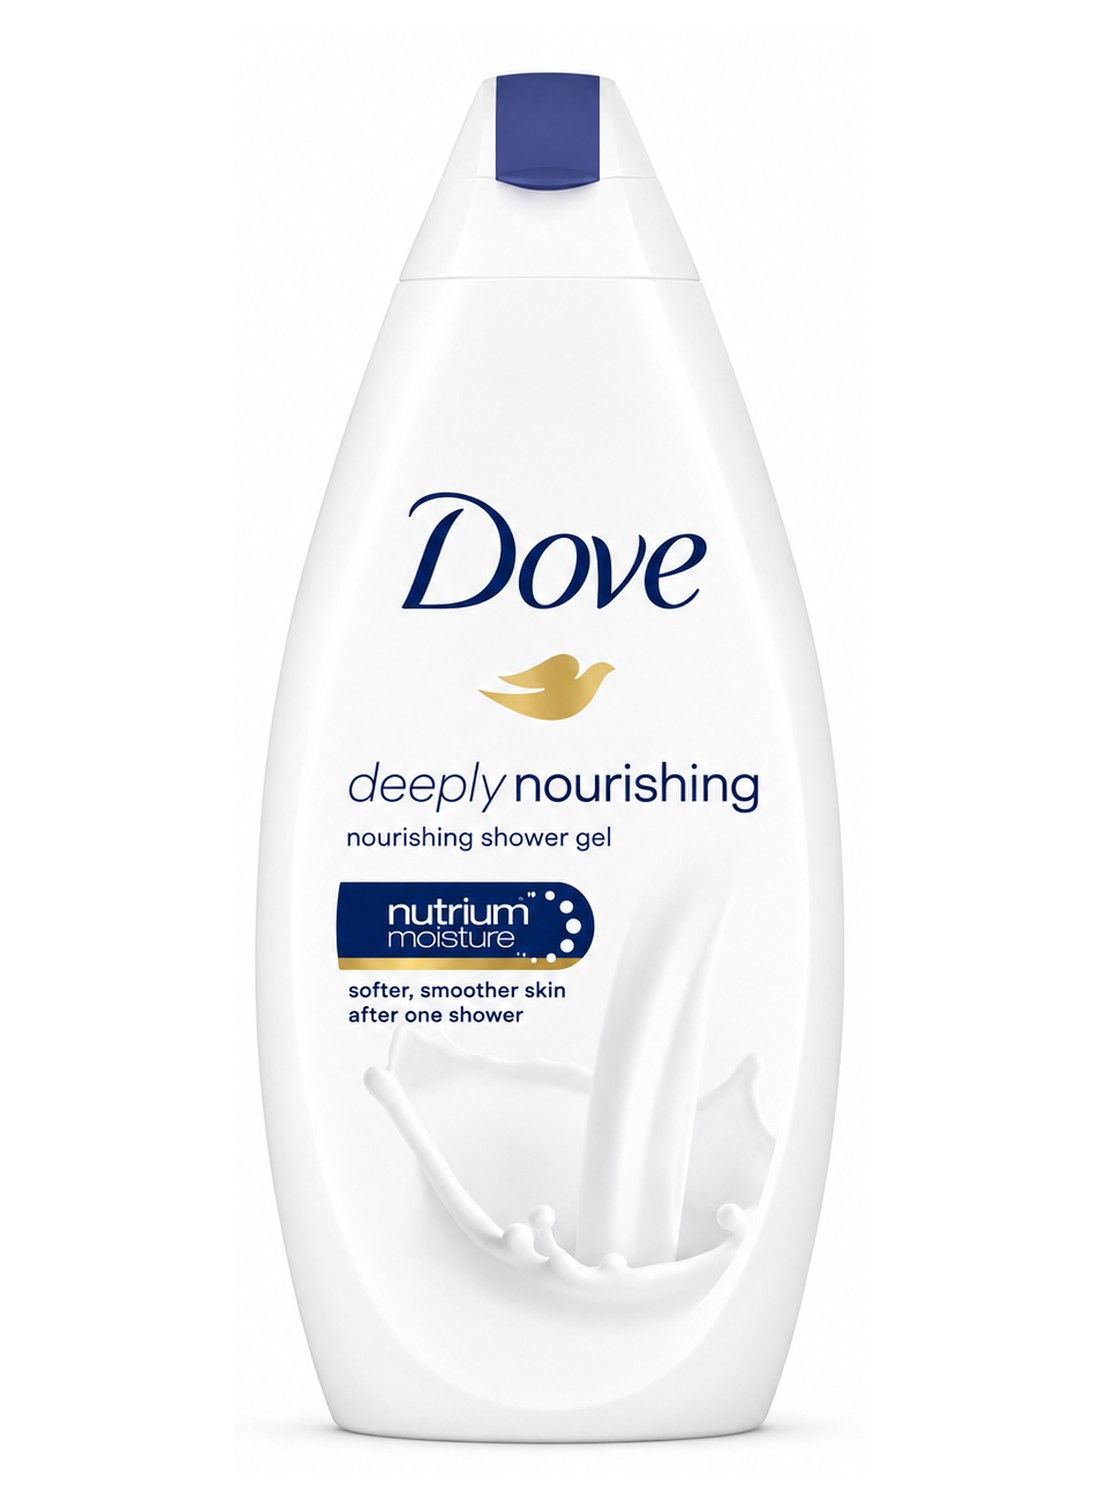 Dove
deeply nourishing
nourishing shower gel
nutrium
moisture
softer, smoother skin
after one shower